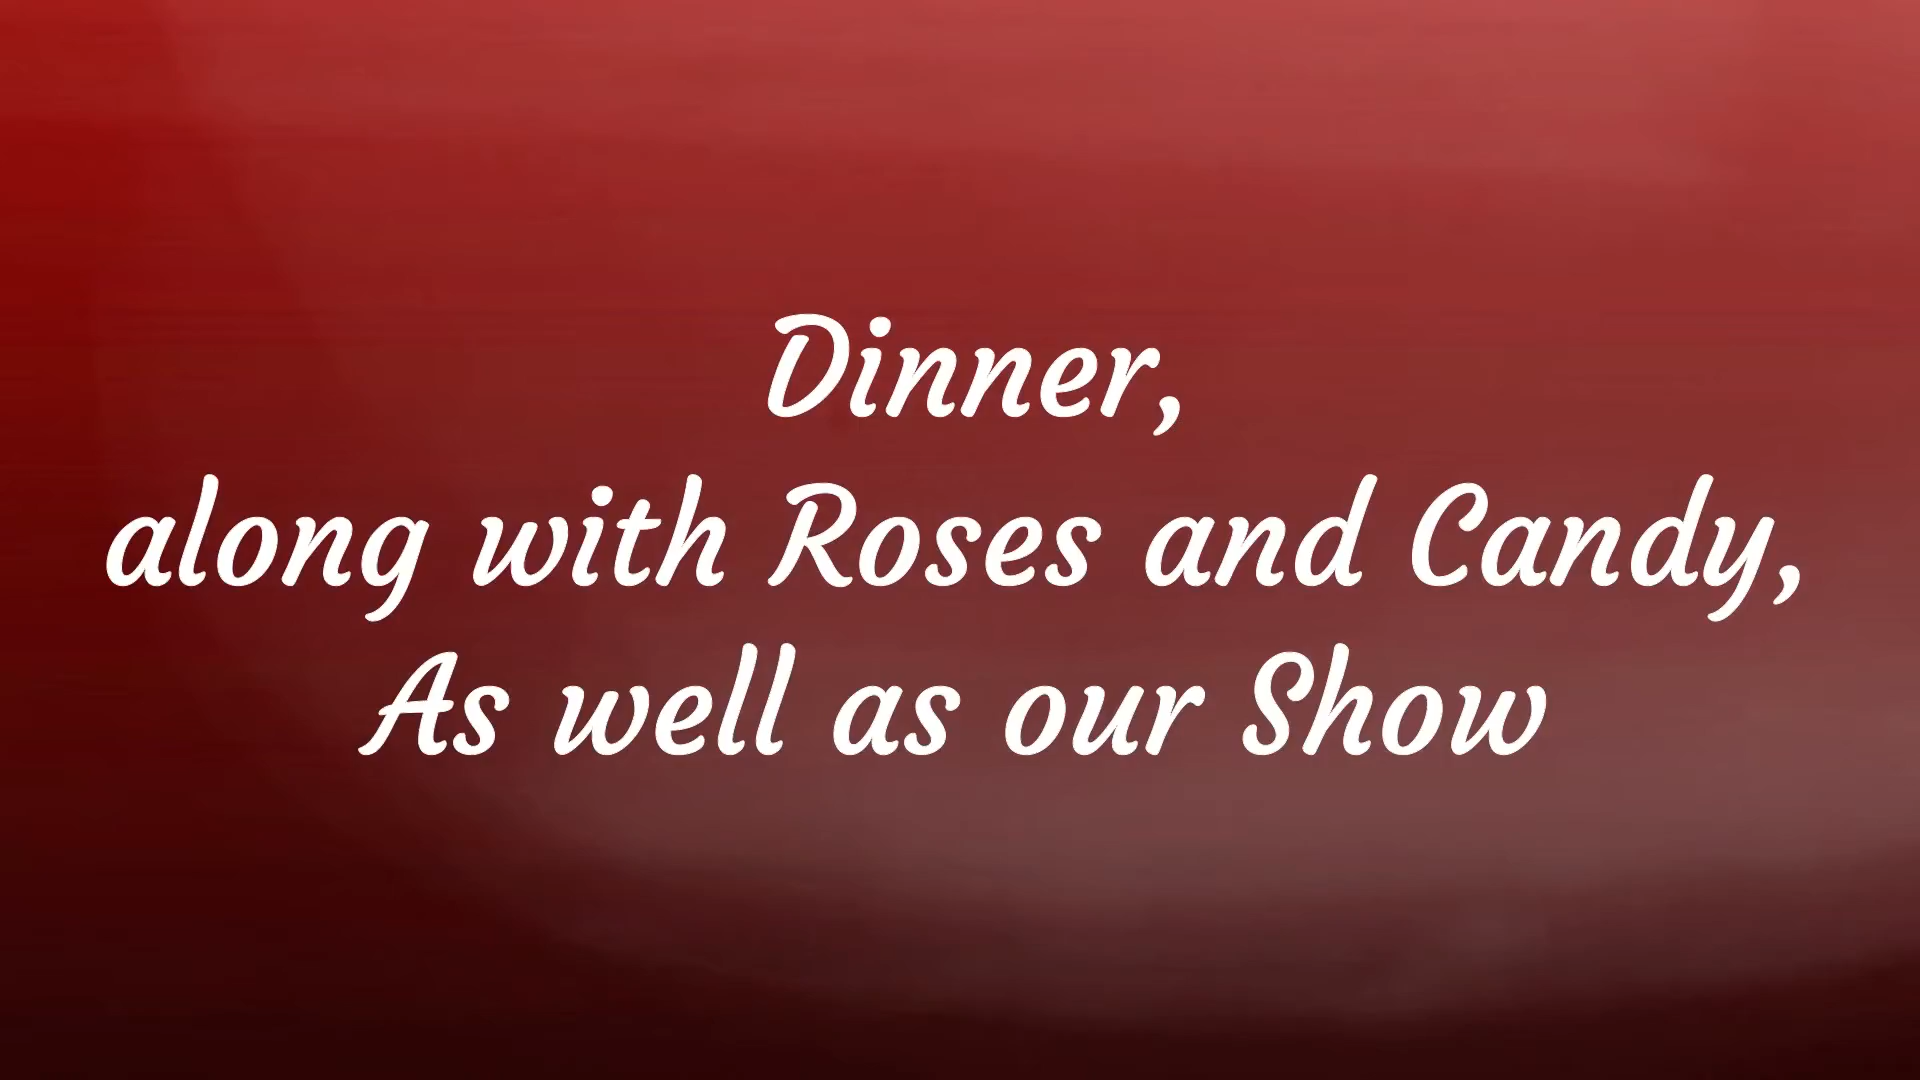 Dinner,
along with Roses and Candy,
As well as our Show